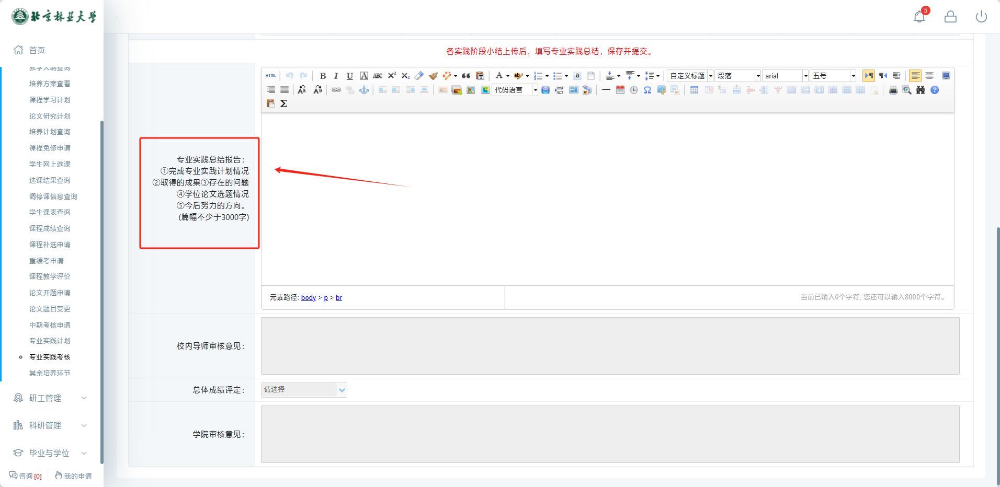 北京林业大学
-
5
首页
教学大纲查询
培养方案查看
课程学习计划
论文研究计划
培养计划查询
课程免修申请
学生网上选课
选课结果查询
调停课信息查询
学生课表查询
课程成绩查询
课程补选申请
重缓考申请
课程教学评价
论文开题申请
论文题目变更
中期考核申请
专业实践计划
专业实践考核
其余培养环节
研工管理
科研管理
毕业与学位
咨询 [0]
我的申请
各实践阶段小结上传后，填写专业实践总结，保存并提交。
HTML
自定义标题 段落 arial 五号
代码语言
专业实践总结报告：
①完成专业实践计划情况
②取得的成果③存在的问题
④学位论文选题情况
⑤今后努力的方向。
(篇幅不少于3000字)
元素路径: body > p > br
当前已输入0个字符, 您还可以输入8000个字符。
校内导师审核意见：
总体成绩评定：
请选择
学院审核意见：